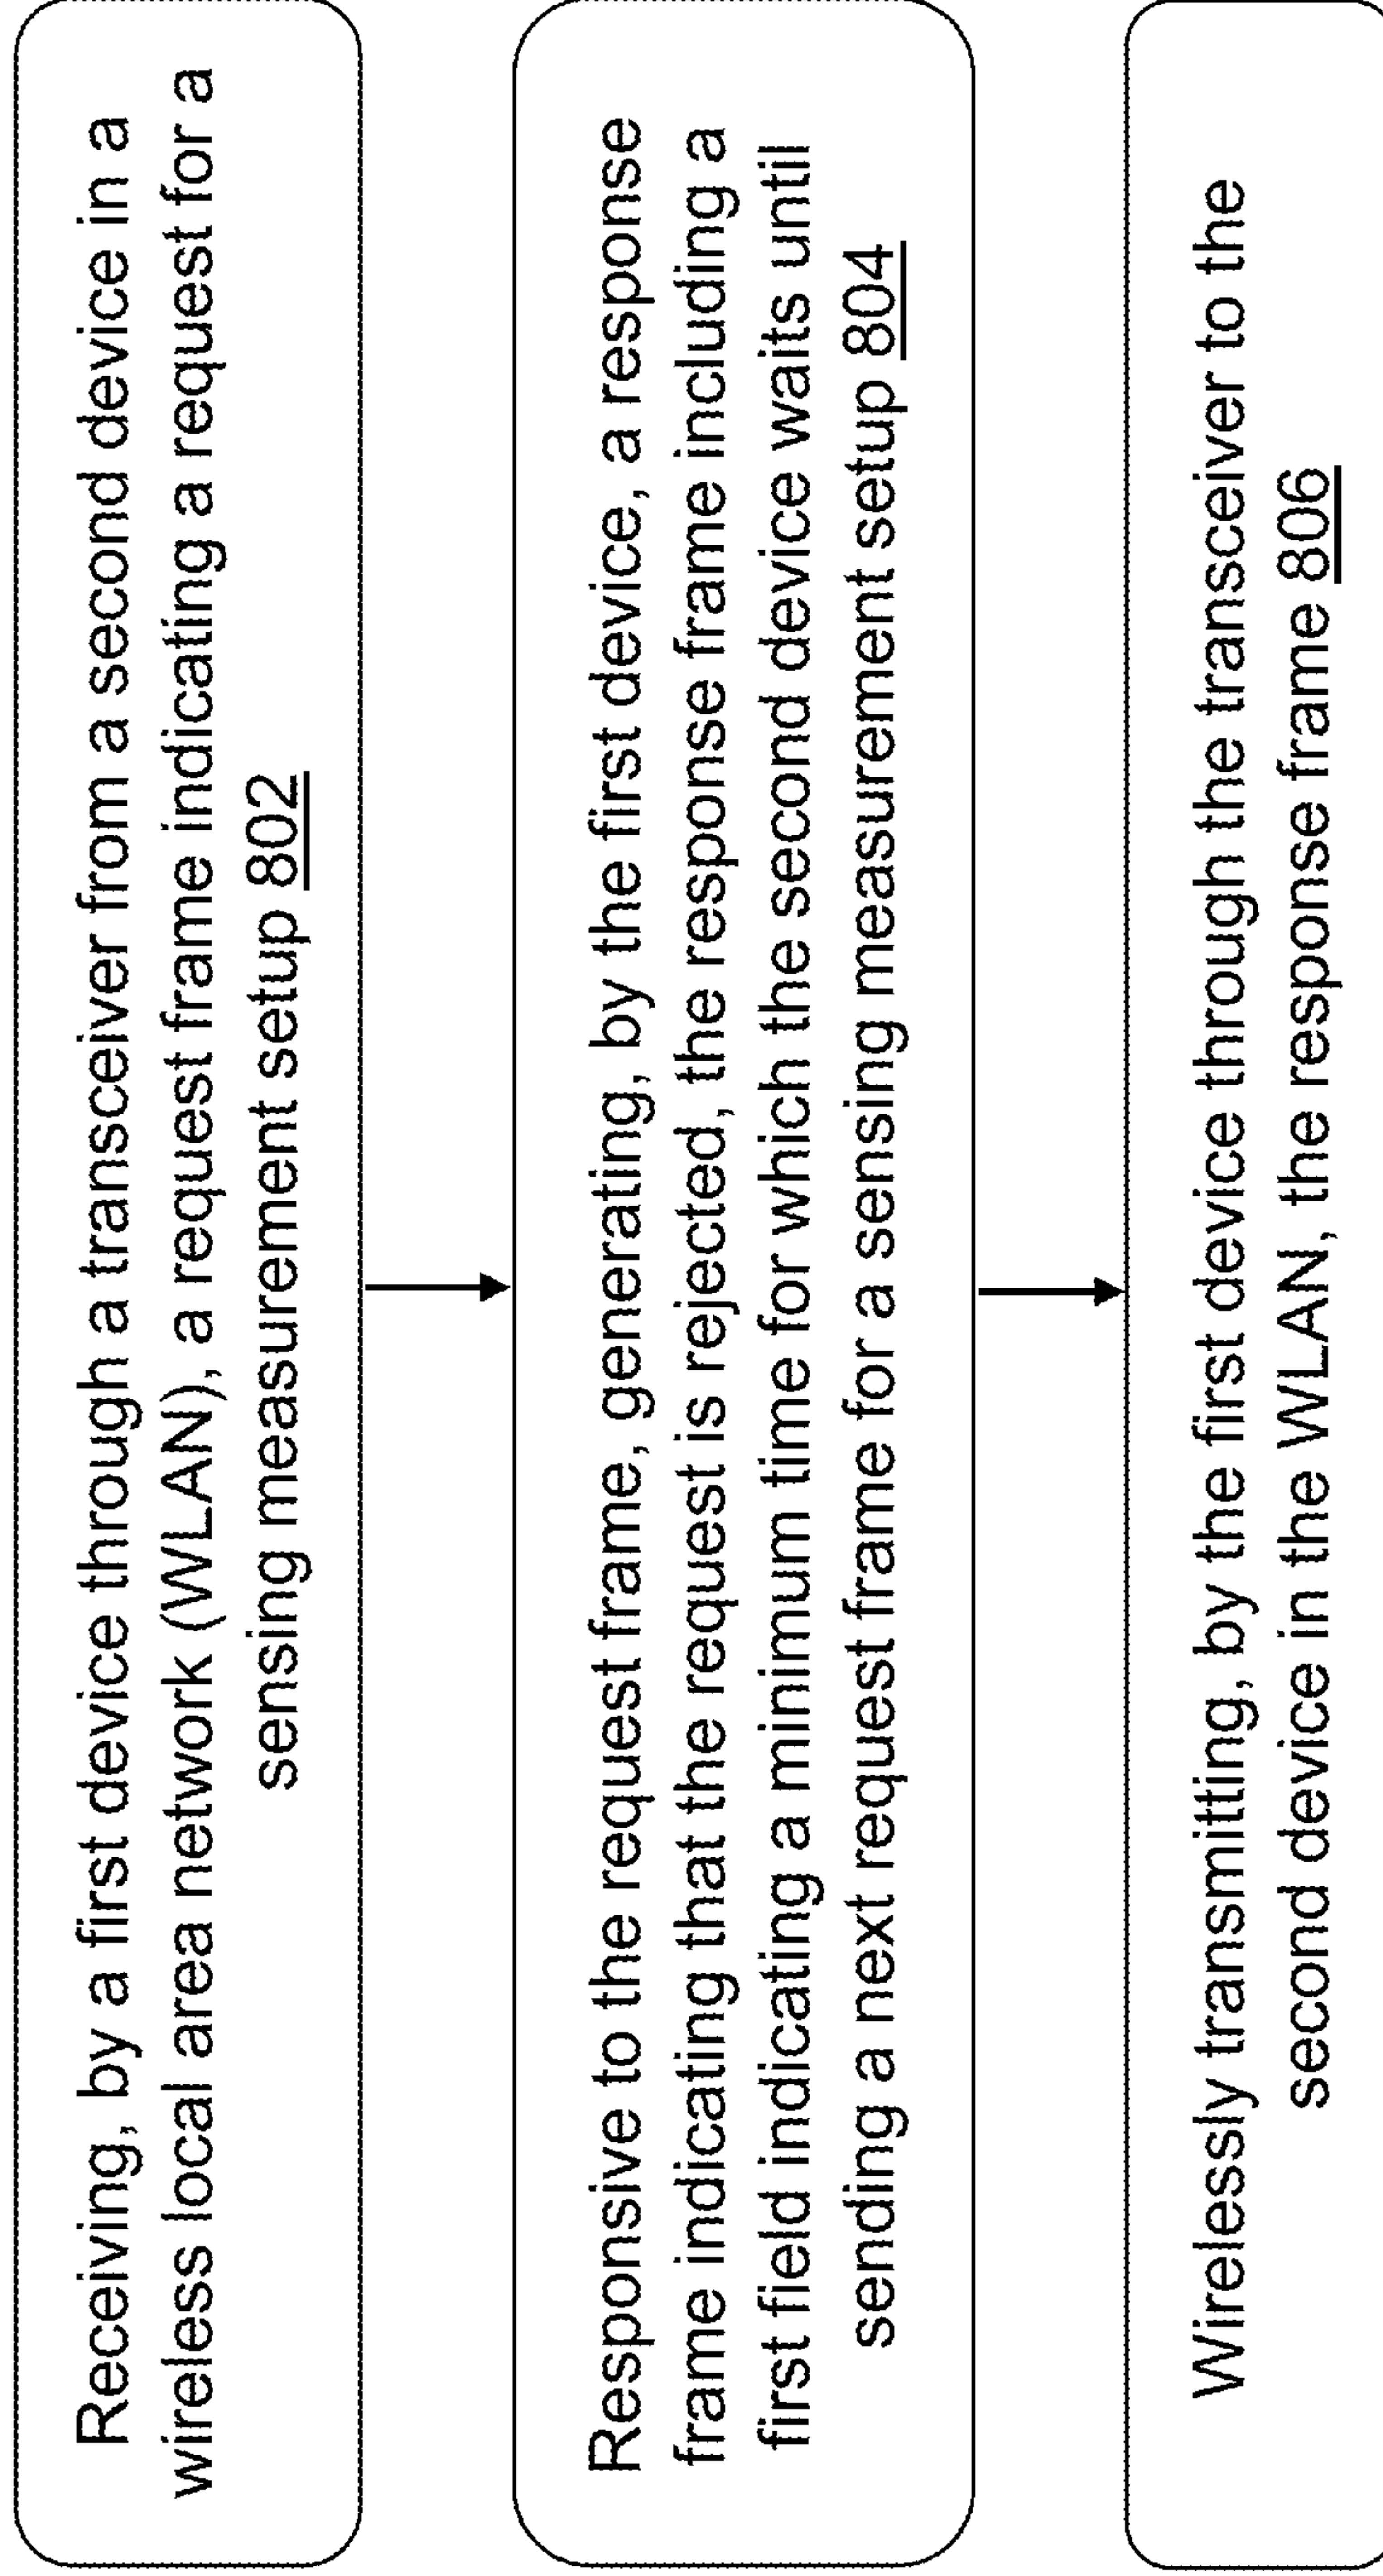 Receiving, by a first device through a transceiver from a second device in a
wireless local area network (WLAN), a request frame indicating a request for a
sensing measurement setup 802
Responsive to the request frame, generating, by the first device, a response
frame indicating that the request is rejected, the response frame including a
first field indicating a minimum time for which the second device waits until
sending a next request frame for a sensing measurement setup 804
Wirelessly transmitting, by the first device through the transceiver to the
second device in the WLAN, the response frame 806